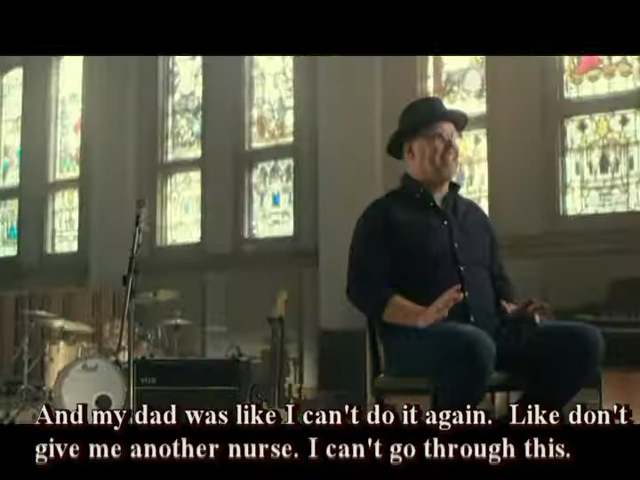 VOX
And my dad was like I can't do it again.  Like don't
give me another nurse. I can't go through this.